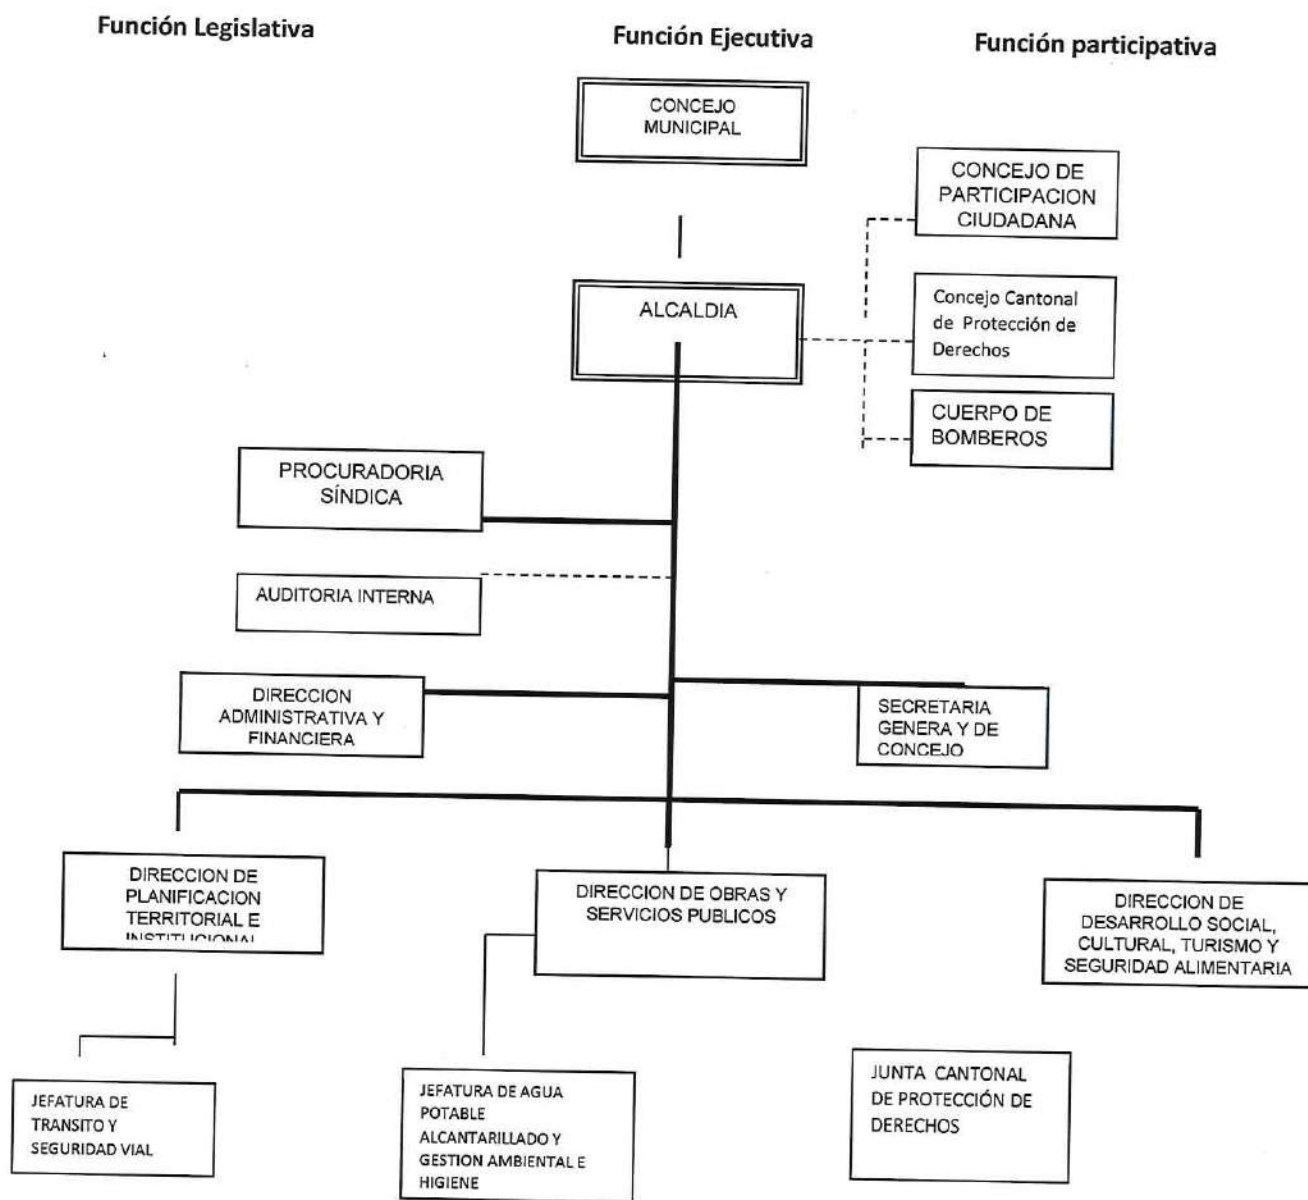 Función Legislativa
Función Ejecutiva
Función participativa
CONCEJO
MUNICIPAL
CONCEJO DE
PARTICIPACION
CIUDADANA
ALCALDIA
Concejo Cantonal
de Protección de
Derechos
CUERPO DE
BOMBEROS
PROCURADORIA
SÍNDICA
AUDITORIA INTERNA
DIRECCION
ADMINISTRATIVA Y
FINANCIERA
SECRETARIA
GENERA Y DE
CONCEJO
DIRECCION DE
PLANIFICACION
TERRITORIAL E
INSTITUCIONAL
DIRECCION DE OBRAS Y
SERVICIOS PUBLICOS
DIRECCION DE
DESARROLLO SOCIAL,
CULTURAL, TURISMO Y
SEGURIDAD ALIMENTARIA
JEFATURA DE
TRANSITO Y
SEGURIDAD VIAL
JEFATURA DE AGUA
POTABLE
ALCANTARILLADO Y
GESTION AMBIENTAL E
HIGIENE
JUNTA CANTONAL
DE PROTECCIÓN DE
DERECHOS